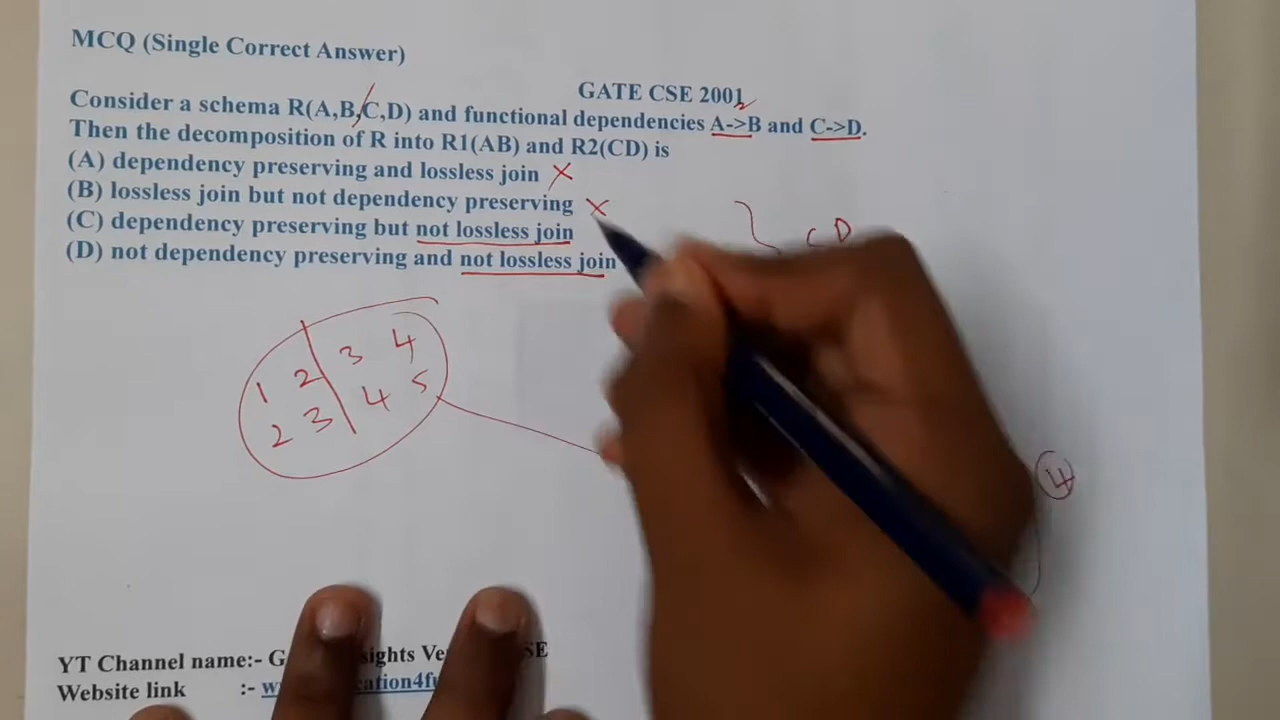 MCQ (Single Correct Answer)
GATE CSE 2001
Consider a schema R(A,B,C,D) and functional dependencies A->B and C->D.
Then the decomposition of R into R1(AB) and R2(CD) is
(A) dependency preserving and lossless join
(B) lossless join but not dependency preserving
(C) dependency preserving but not lossless join
(D) not dependency preserving and not lossless join
CD
1 2 3 4
2 3 4 5
4
YT Channel name:- 
Website link :-